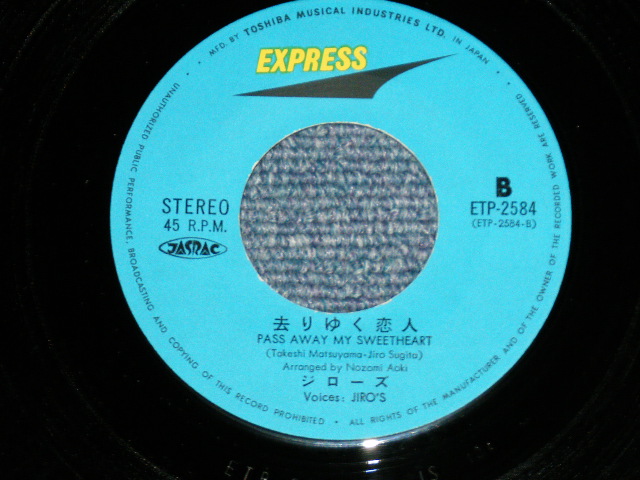 • MFD. BY TOSHIBA MUSICAL INDUSTRIES LTD. IN JAPAN •
EXPRESS
STEREO
45 R.P.M.
JASRAC
B
ETP-2584
(ETP-2584-B)
去りゆく恋人
PASS AWAY MY SWEETHEART
(Takeshi Matsuyama-Jiro Sugita)
Arranged by Nozomi Aoki
ジローズ
Voices: JIRO'S
UNAUTHORIZED PUBLIC PERFORMANCE, BROADCASTING AND COPYING OF THIS RECORD PROHIBITED • ALL RIGHTS OF THE MANUFACTURER AND OF THE OWNER OF THE RECORDED WORK ARE RESERVED